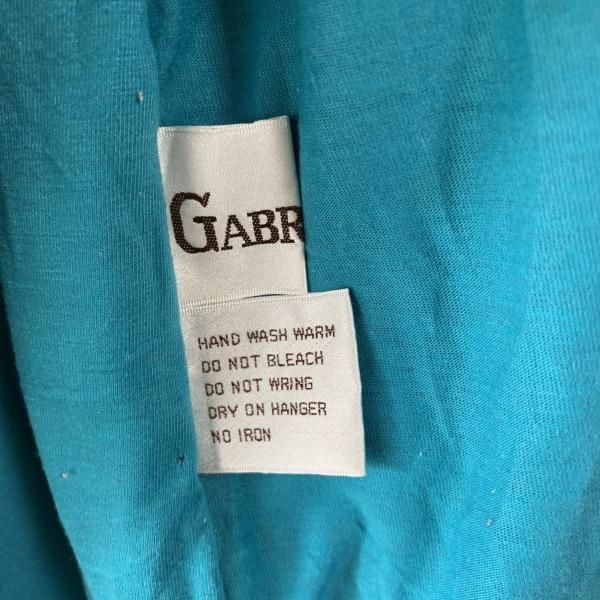 GABR
HAND WASH WARM
DO NOT BLEACH
DO NOT WRING
DRY ON HANGER
NO IRON